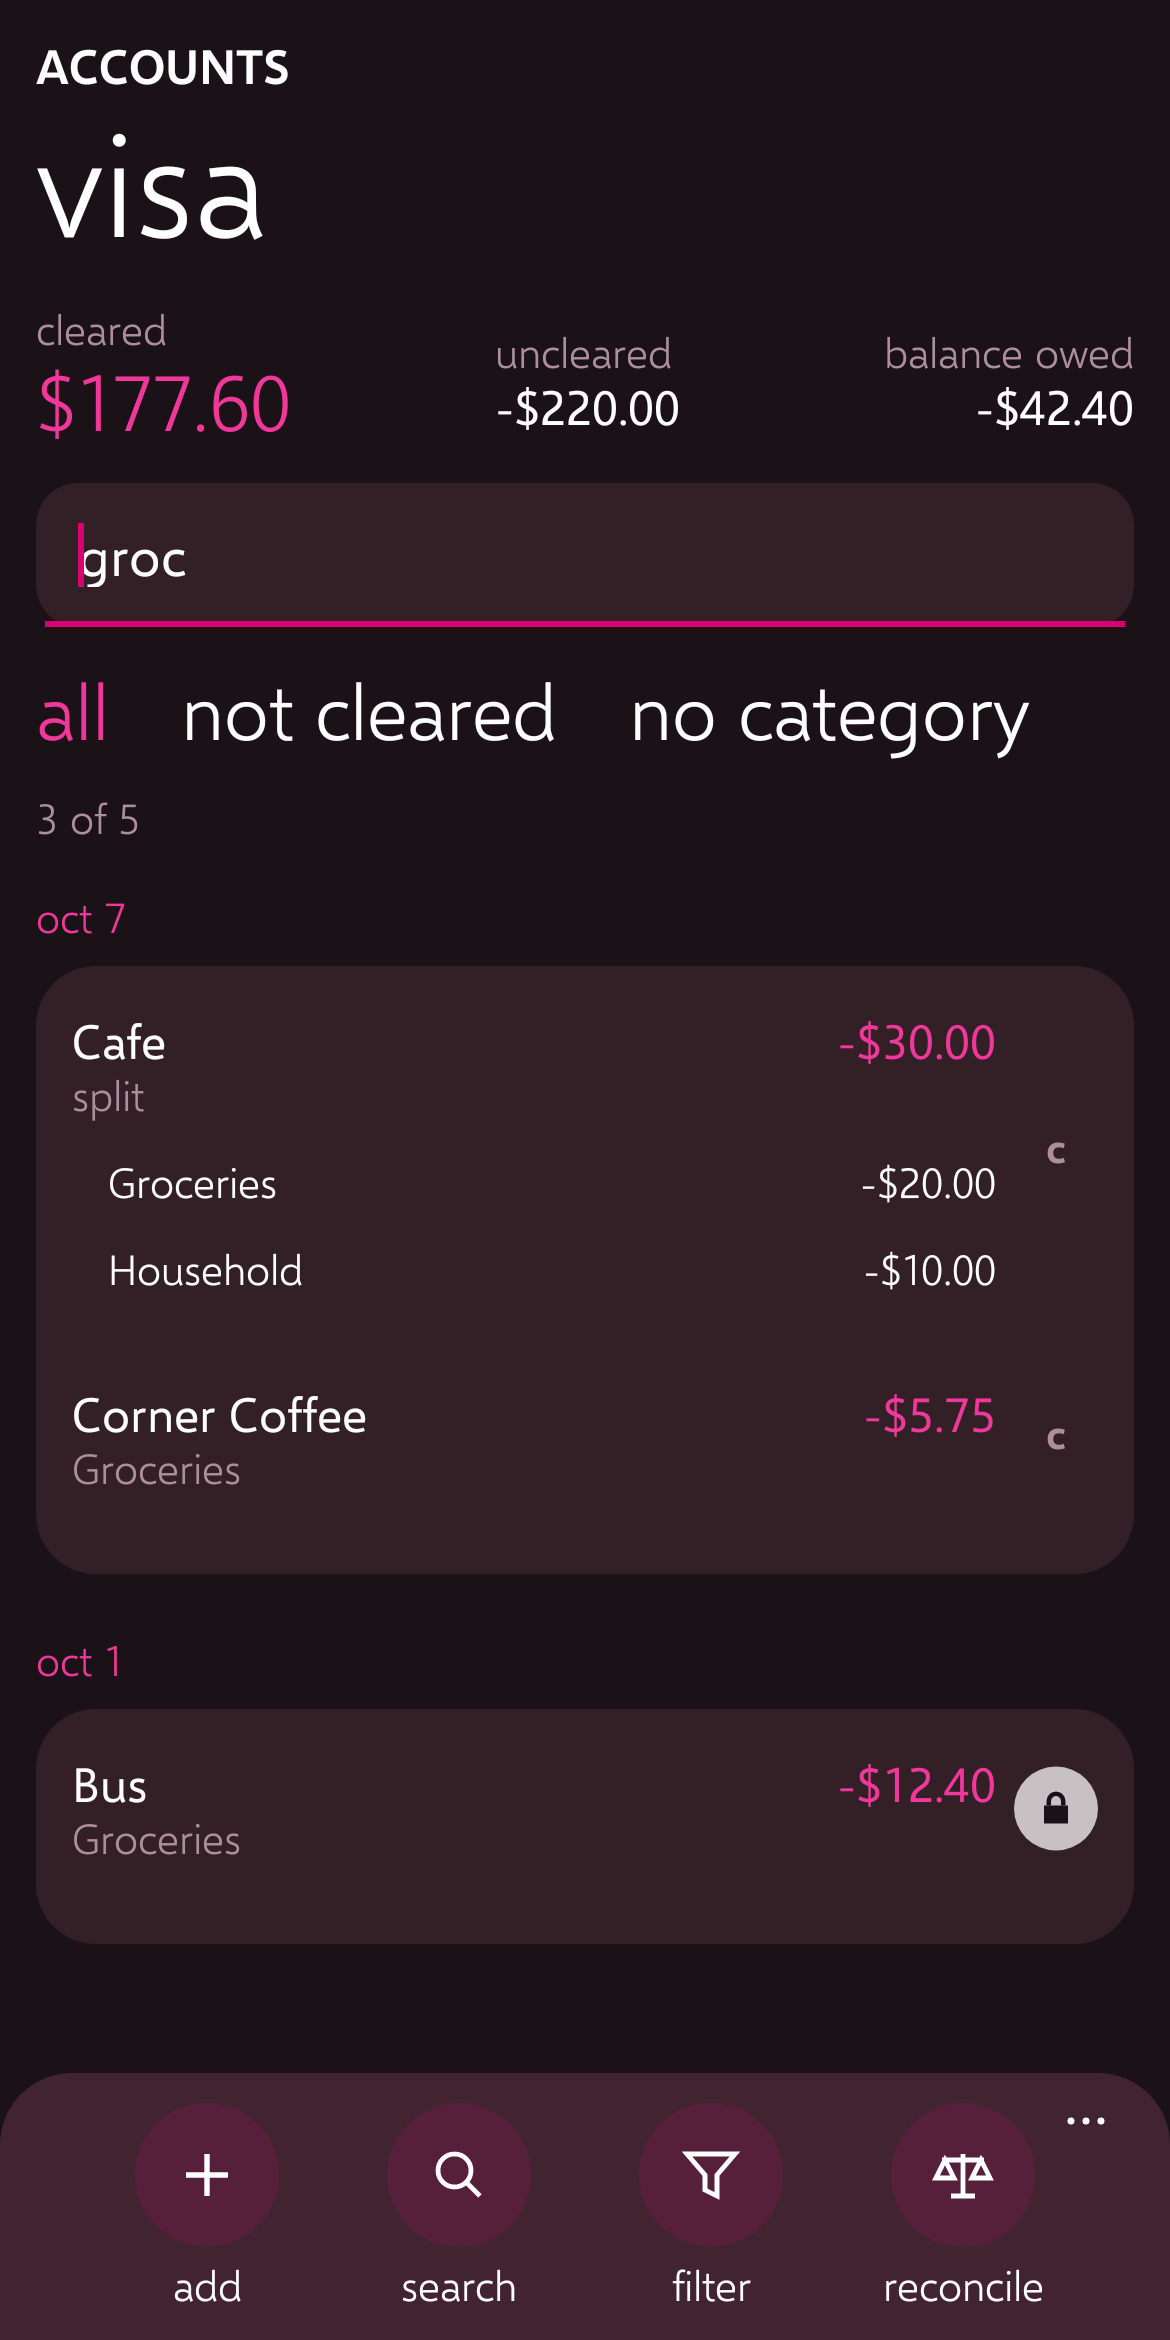 ACCOUNTS
visa
cleared
$177.60
uncleared
-$220.00
balance owed
-$42.40
groc
all not cleared no category
3 of 5
oct 7
Cafe -$30.00
split
c
Groceries -$20.00
Household -$10.00
Corner Coffee -$5.75
c
Groceries
oct 1
Bus -$12.40
Groceries
add search filter reconcile